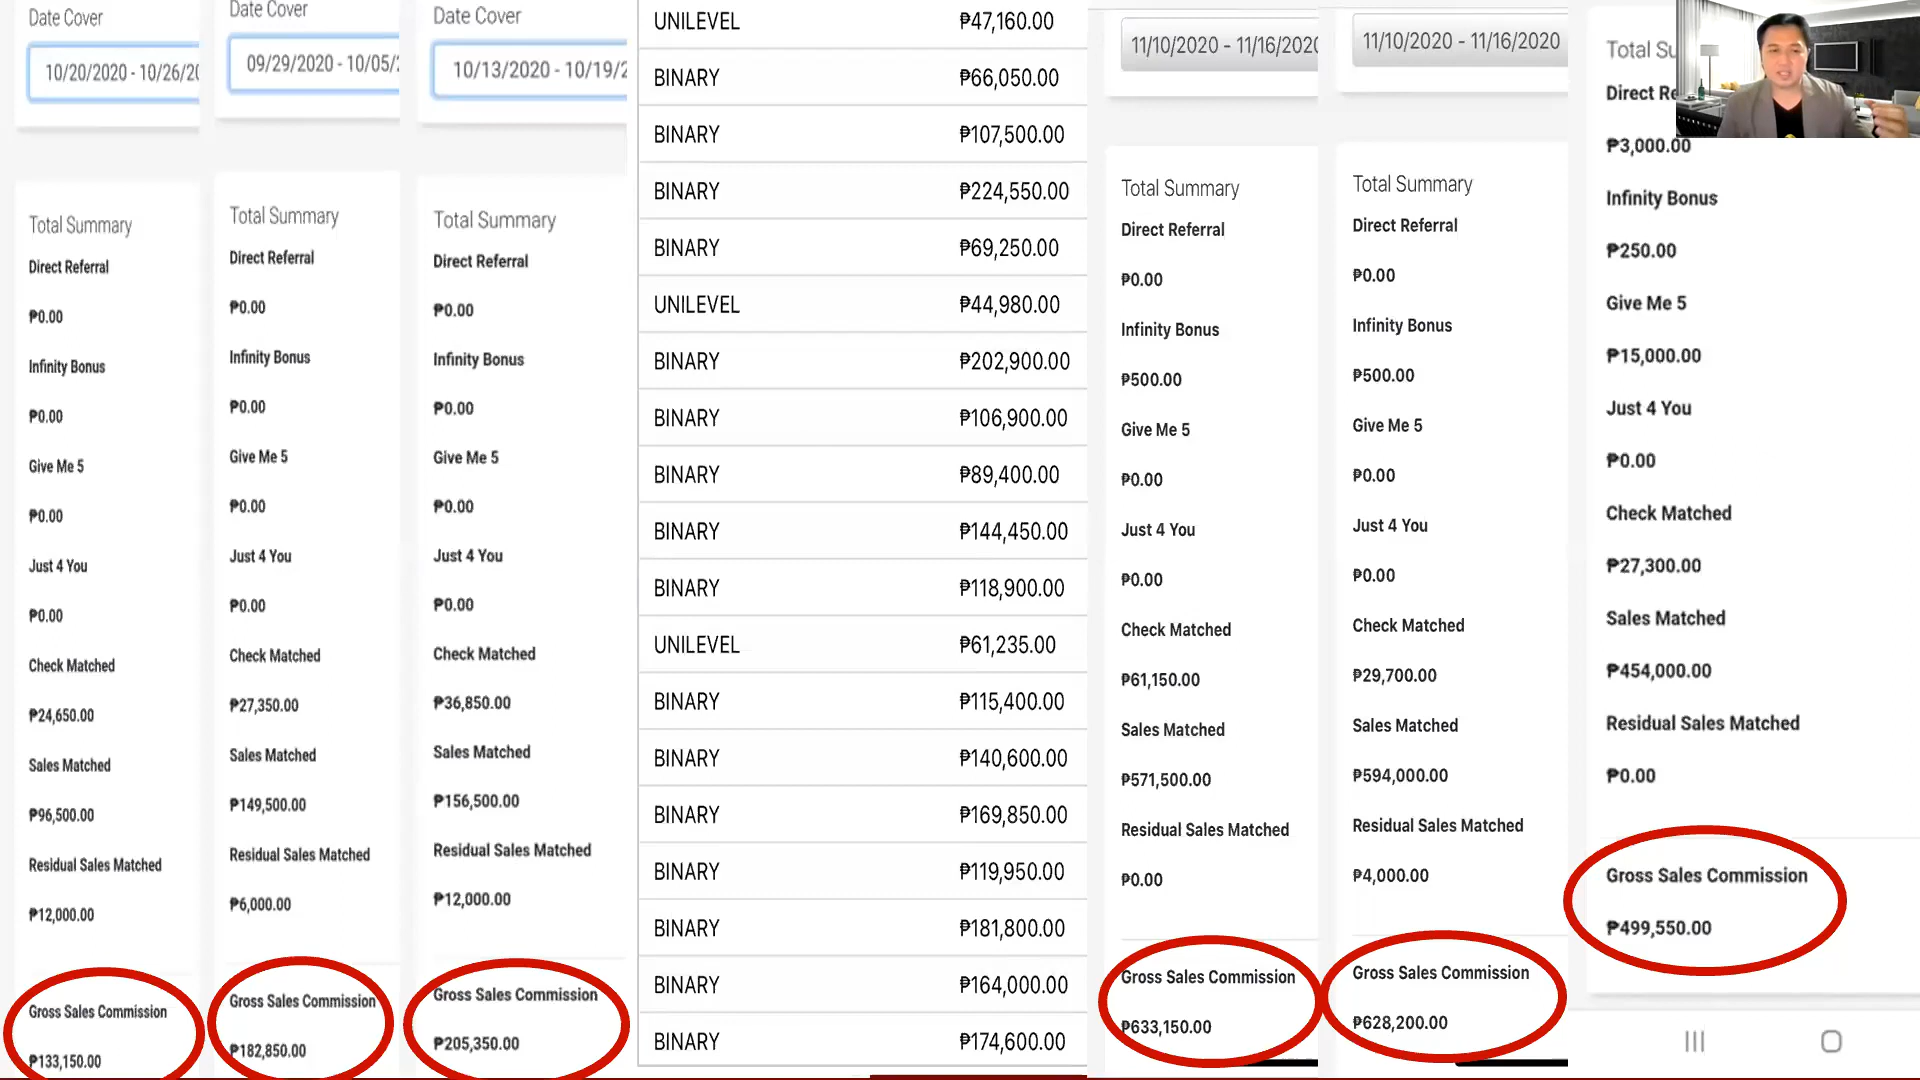 Date Cover
10/20/2020 - 10/26/20
Total Summary
Direct Referral
₱0.00
Infinity Bonus
₱0.00
Give Me 5
₱0.00
Just 4 You
₱0.00
Check Matched
₱24,650.00
Sales Matched
₱96,500.00
Residual Sales Matched
₱12,000.00
Gross Sales Commission
₱133,150.00
Date Cover
09/29/2020 - 10/05/2
Total Summary
Direct Referral
₱0.00
Infinity Bonus
₱0.00
Give Me 5
₱0.00
Just 4 You
₱0.00
Check Matched
₱27,350.00
Sales Matched
₱149,500.00
Residual Sales Matched
₱6,000.00
Gross Sales Commission
₱182,850.00
Date Cover
10/13/2020 - 10/19/2
Total Summary
Direct Referral
₱0.00
Infinity Bonus
₱0.00
Give Me 5
₱0.00
Just 4 You
₱0.00
Check Matched
₱36,850.00
Sales Matched
₱156,500.00
Residual Sales Matched
₱12,000.00
Gross Sales Commission
₱205,350.00
UNILEVEL ₱47,160.00
BINARY ₱66,050.00
BINARY ₱107,500.00
BINARY ₱224,550.00
BINARY ₱69,250.00
UNILEVEL ₱44,980.00
BINARY ₱202,900.00
BINARY ₱106,900.00
BINARY ₱89,400.00
BINARY ₱144,450.00
BINARY ₱118,900.00
UNILEVEL ₱61,235.00
BINARY ₱115,400.00
BINARY ₱140,600.00
BINARY ₱169,850.00
BINARY ₱119,950.00
BINARY ₱181,800.00
BINARY ₱164,000.00
BINARY ₱174,600.00
11/10/2020 - 11/16/2020
Total Summary
Direct Referral
₱0.00
Infinity Bonus
₱500.00
Give Me 5
₱0.00
Just 4 You
₱0.00
Check Matched
₱61,150.00
Sales Matched
₱571,500.00
Residual Sales Matched
₱0.00
Gross Sales Commission
₱633,150.00
11/10/2020 - 11/16/2020
Total Summary
Direct Referral
₱0.00
Infinity Bonus
₱500.00
Give Me 5
₱0.00
Just 4 You
₱0.00
Check Matched
₱29,700.00
Sales Matched
₱594,000.00
Residual Sales Matched
₱4,000.00
Gross Sales Commission
₱628,200.00
Total Su
Direct Re
₱3,000.00
Infinity Bonus
₱250.00
Give Me 5
₱15,000.00
Just 4 You
₱0.00
Check Matched
₱27,300.00
Sales Matched
₱454,000.00
Residual Sales Matched
₱0.00
Gross Sales Commission
₱499,550.00